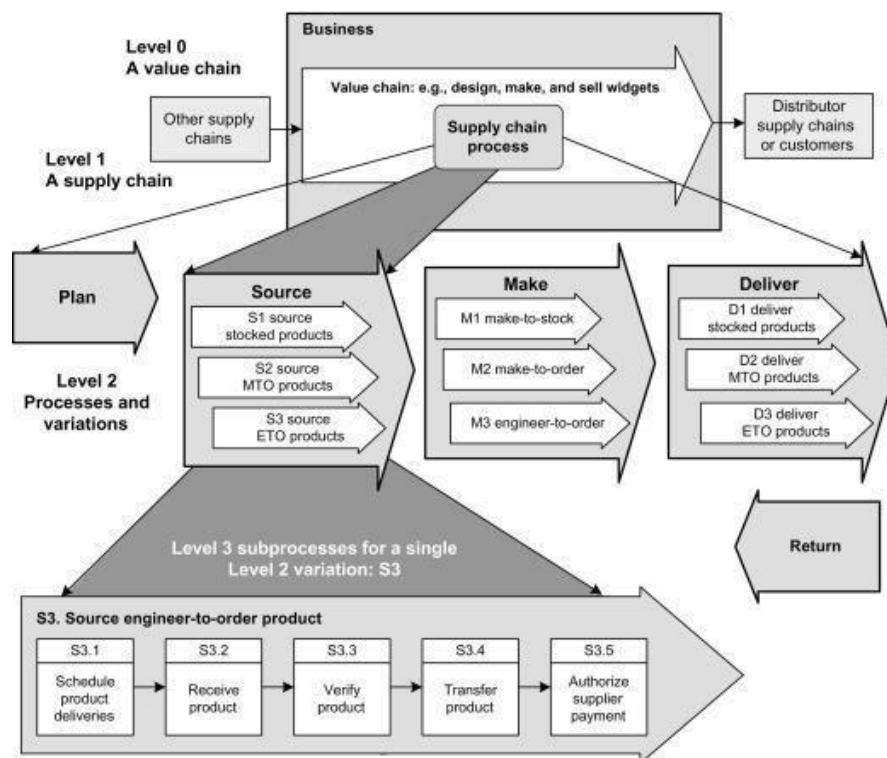 Business
Level 0
A value chain
Value chain: e.g., design, make, and sell widgets
Other supply
chains
Supply chain
process
Distributor
supply chains
or customers
Level 1
A supply chain
Plan
Source
S1 source
stocked products
S2 source
MTO products
S3 source
ETO products
Make
M1 make-to-stock
M2 make-to-order
M3 engineer-to-order
Deliver
D1 deliver
stocked products
D2 deliver
MTO products
D3 deliver
ETO products
Level 2
Processes and
variations
Return
Level 3 subprocesses for a single
Level 2 variation: S3
S3. Source engineer-to-order product
S3.1
Schedule
product
deliveries
S3.2
Receive
product
S3.3
Verify
product
S3.4
Transfer
product
S3.5
Authorize
supplier
payment